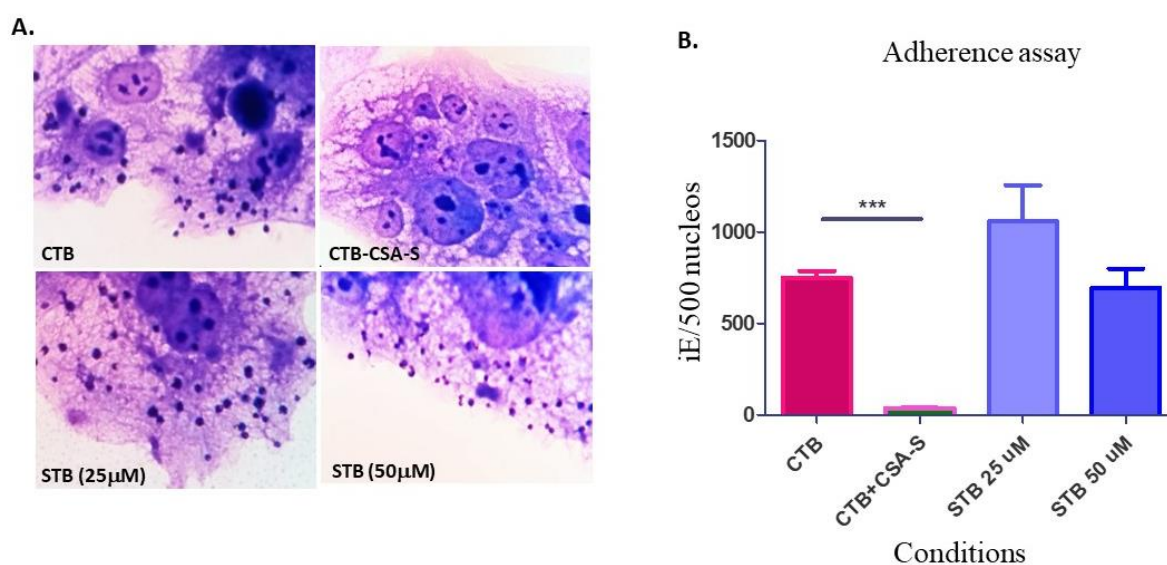 A.
CTB
CTB-CSA-S
STB (25μM)
STB (50μM)
B.
Adherence assay
iE/500 nucleos
1500
1000
500
0
***
CTB
CTB+CSA-S
STB 25 uM
STB 50 uM
Conditions